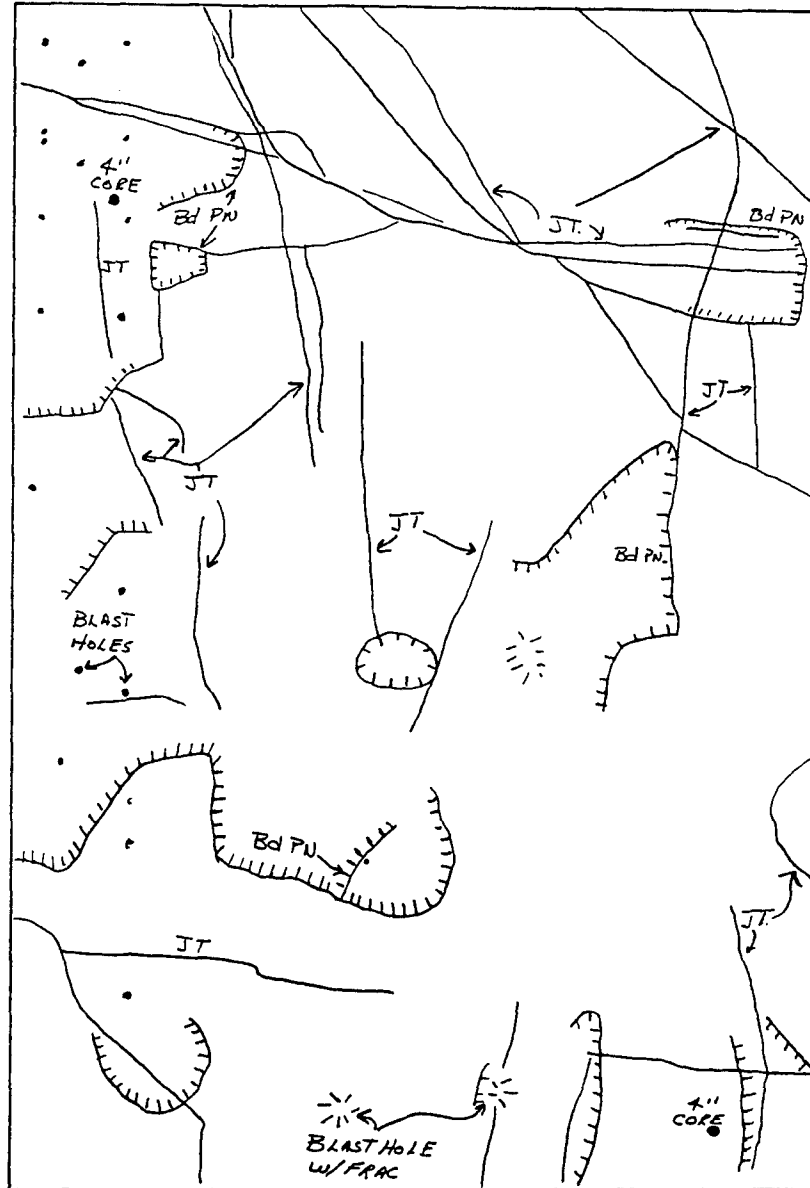 4"
CORE
Bd PN
JT.
Bd PN
JT
JT
JT
JT
Bd PN.
BLAST
HOLES
Bd PN
JT.
JT
4"
CORE
BLAST HOLE
W/FRAC